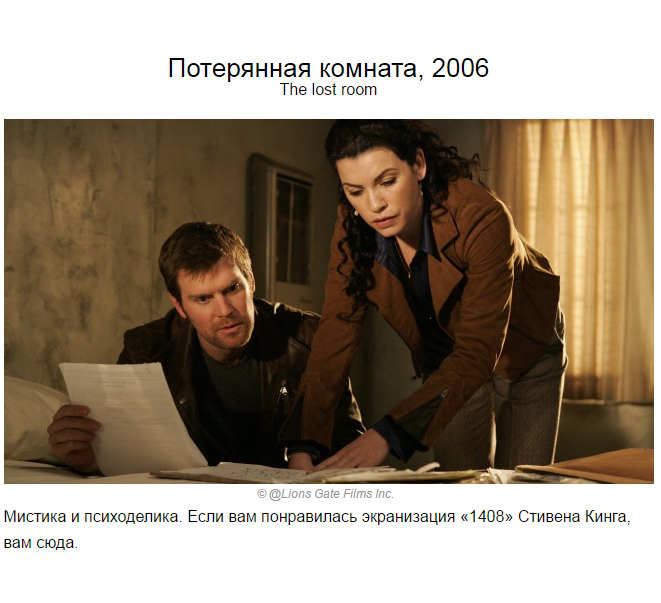 Потерянная комната, 2006
The lost room
© @Lions Gate Films Inc.
Мистика и психоделика. Если вам понравилась экранизация «1408» Стивена Кинга,
вам сюда.